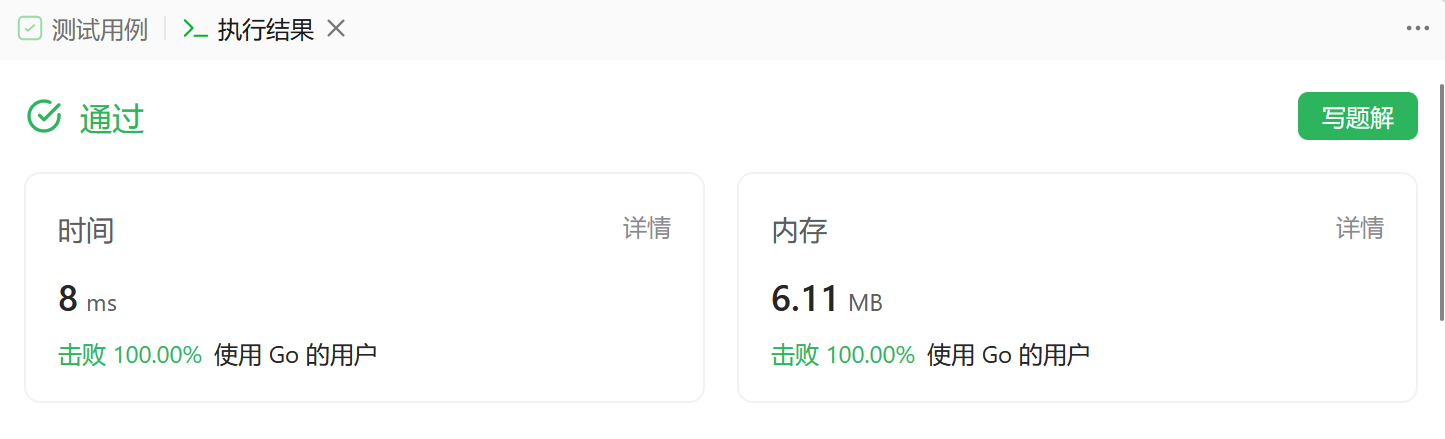 测试用例 执行结果
通过 写题解
时间 详情
8 ms
击败 100.00% 使用 Go 的用户
内存 详情
6.11 MB
击败 100.00% 使用 Go 的用户